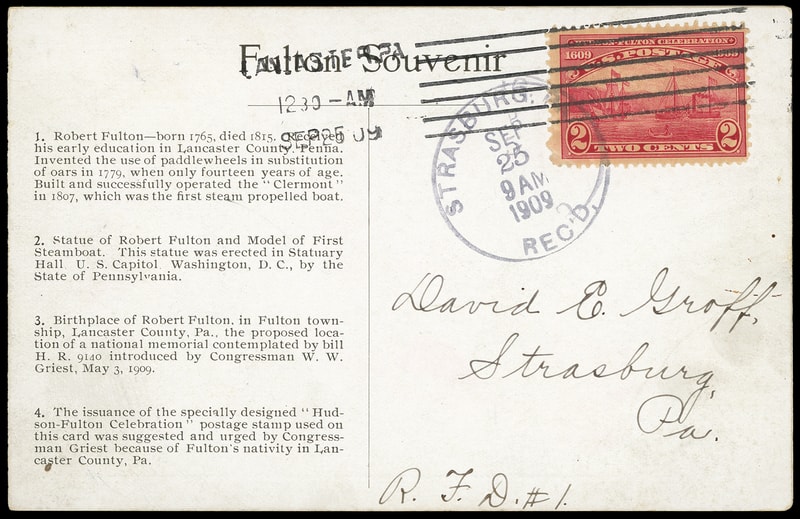 Fulton Souvenir
LANCASTER PA
12 30 -AM
SEP 25 09
HUDSON-FULTON CELEBRATION
1609 1909
U.S. POSTAGE
2 2
TWO CENTS
STRASBURG,
SEP
25
9 AM
1909
REC'D.
1. Robert Fulton—born 1765, died 1815. Received
his early education in Lancaster County, Penna.
Invented the use of paddlewheels in substitution
of oars in 1779, when only fourteen years of age.
Built and successfully operated the "Clermont"
in 1807, which was the first steam propelled boat.
2. Statue of Robert Fulton and Model of First
Steamboat. This statue was erected in Statuary
Hall U. S. Capitol Washington, D. C., by the
State of Pennsylvania.
3. Birthplace of Robert Fulton, in Fulton town-
ship, Lancaster County, Pa., the proposed loca-
tion of a national memorial contemplated by bill
H. R. 9140 introduced by Congressman W. W.
Griest, May 3, 1909.
4. The issuance of the specially designed "Hud-
son-Fulton Celebration" postage stamp used on
this card was suggested and urged by Congress-
man Griest because of Fulton's nativity in Lan-
caster County, Pa.
David E. Groff,
Strasburg,
Pa.
R. F. D. #1.